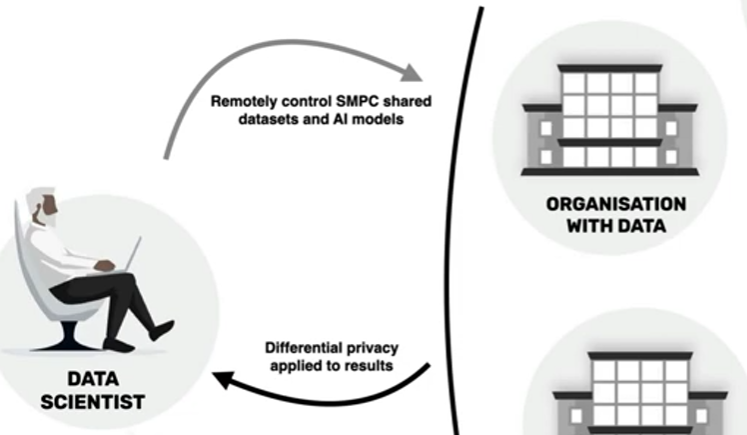 Remotely control SMPC shared
datasets and AI models
ORGANISATION
WITH DATA
Differential privacy
applied to results
DATA
SCIENTIST